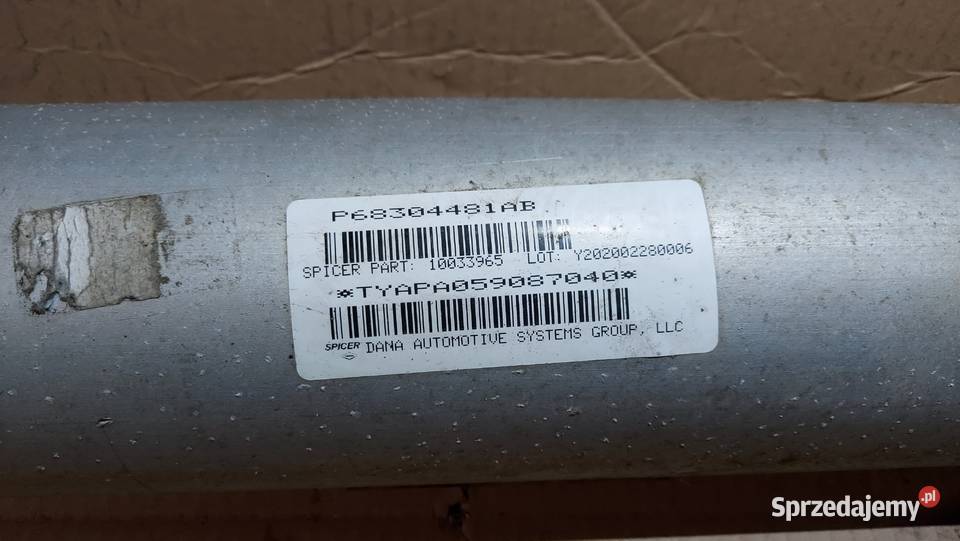 P68304481AB
SPICER PART: 10033965 LOT: Y202002280006
*TYAPA059087040*
SPICER DANA AUTOMOTIVE SYSTEMS GROUP, LLC
Sprzedajemy.pl